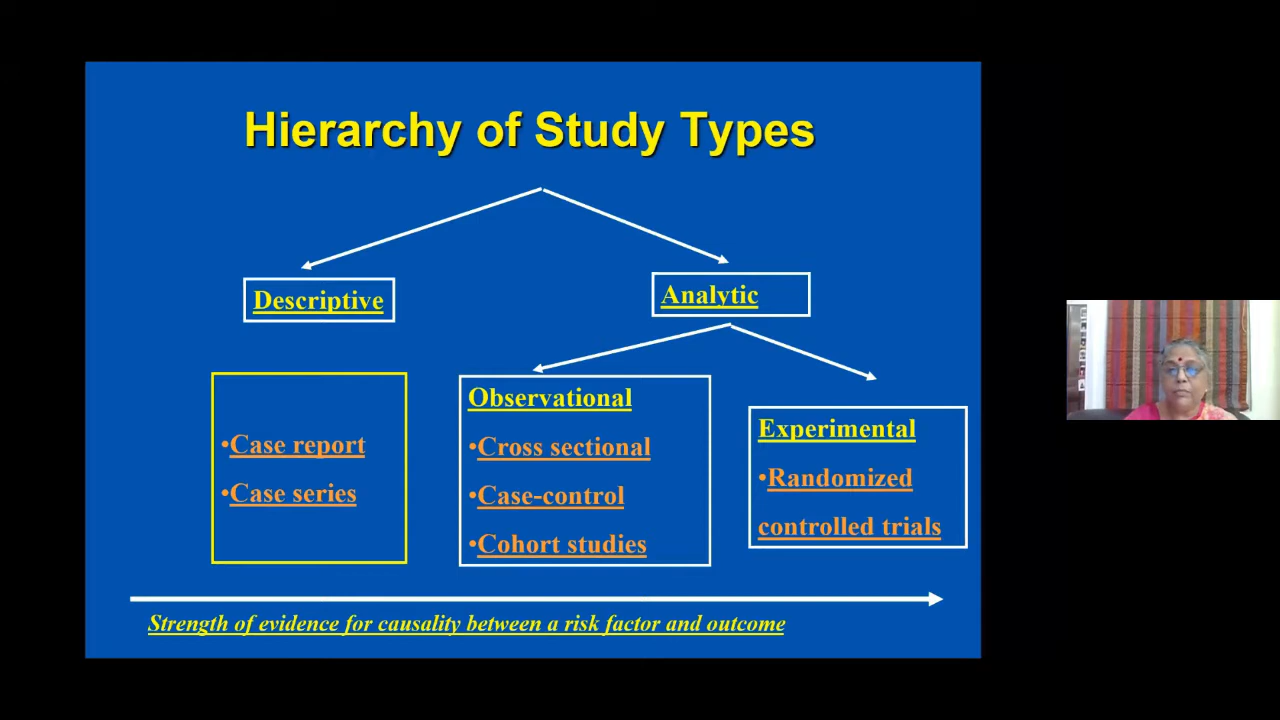 Hierarchy of Study Types
Descriptive
Analytic
•Case report
•Case series
Observational
•Cross sectional
•Case-control
•Cohort studies
Experimental
•Randomized
controlled trials
Strength of evidence for causality between a risk factor and outcome